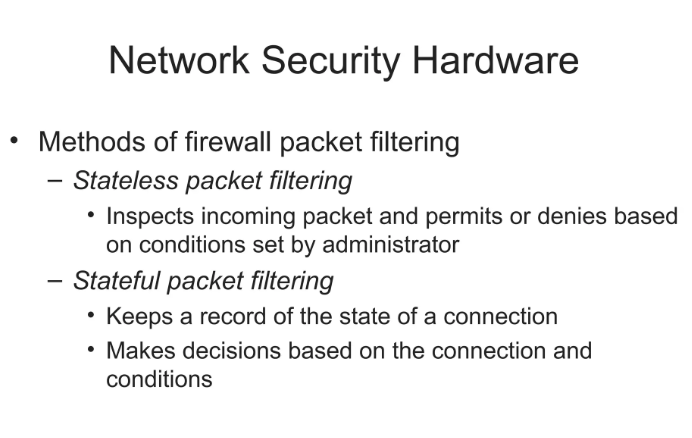 Network Security Hardware
• Methods of firewall packet filtering
– Stateless packet filtering
• Inspects incoming packet and permits or denies based
on conditions set by administrator
– Stateful packet filtering
• Keeps a record of the state of a connection
• Makes decisions based on the connection and
conditions